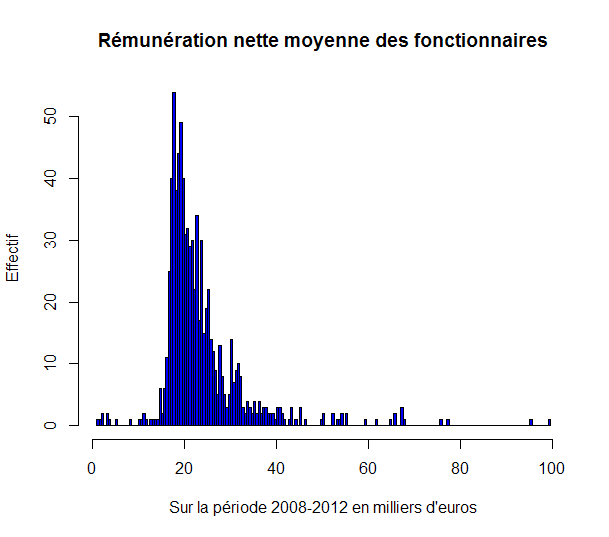 Rémunération nette moyenne des fonctionnaires
Effectif
50
40
30
20
10
0
0 20 40 60 80 100
Sur la période 2008-2012 en milliers d'euros